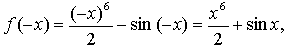 f(−x) = (−x)^6/2 − sin (−x) = x^6/2 + sin x,